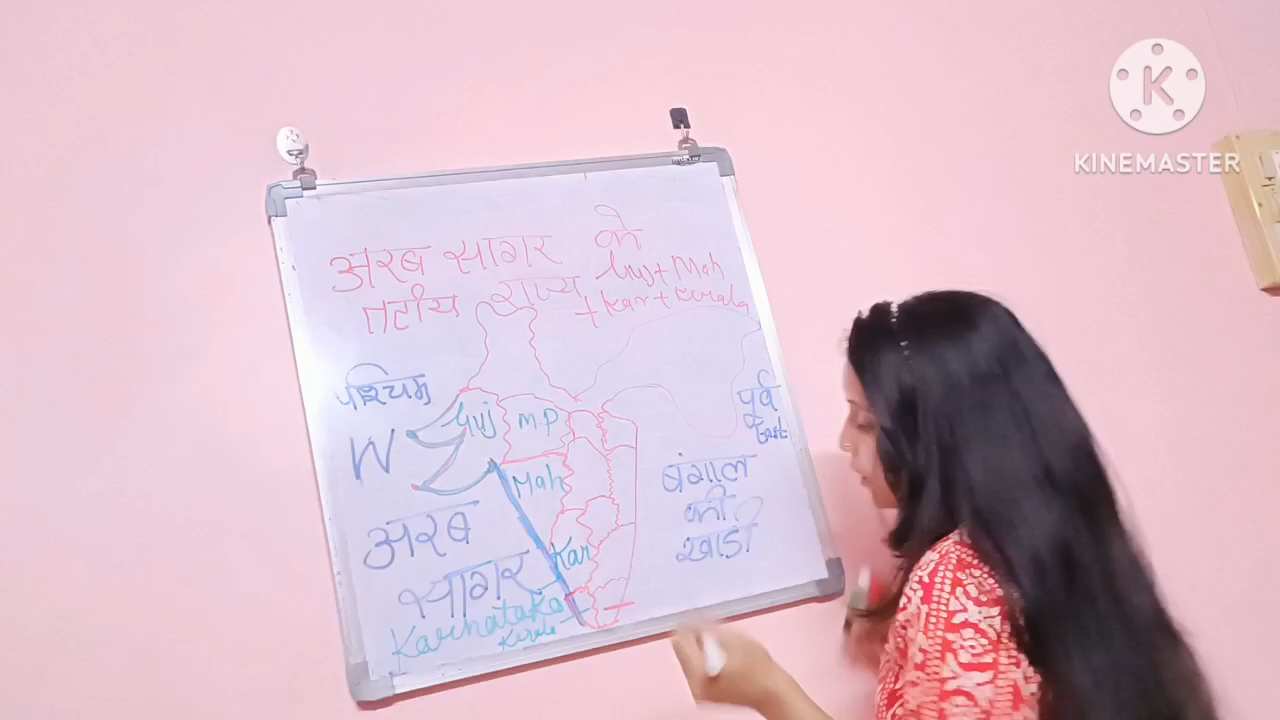 अरब सागर के
तटीय राज्य Guj + Mah
+ Kar + Kerala
पश्चिम
W
Guj
M.P
Mah
Kar
अरब
सागर
Karnataka
Kerala
पूर्व
East
बंगाल
की
खाड़ी
KINEMASTER